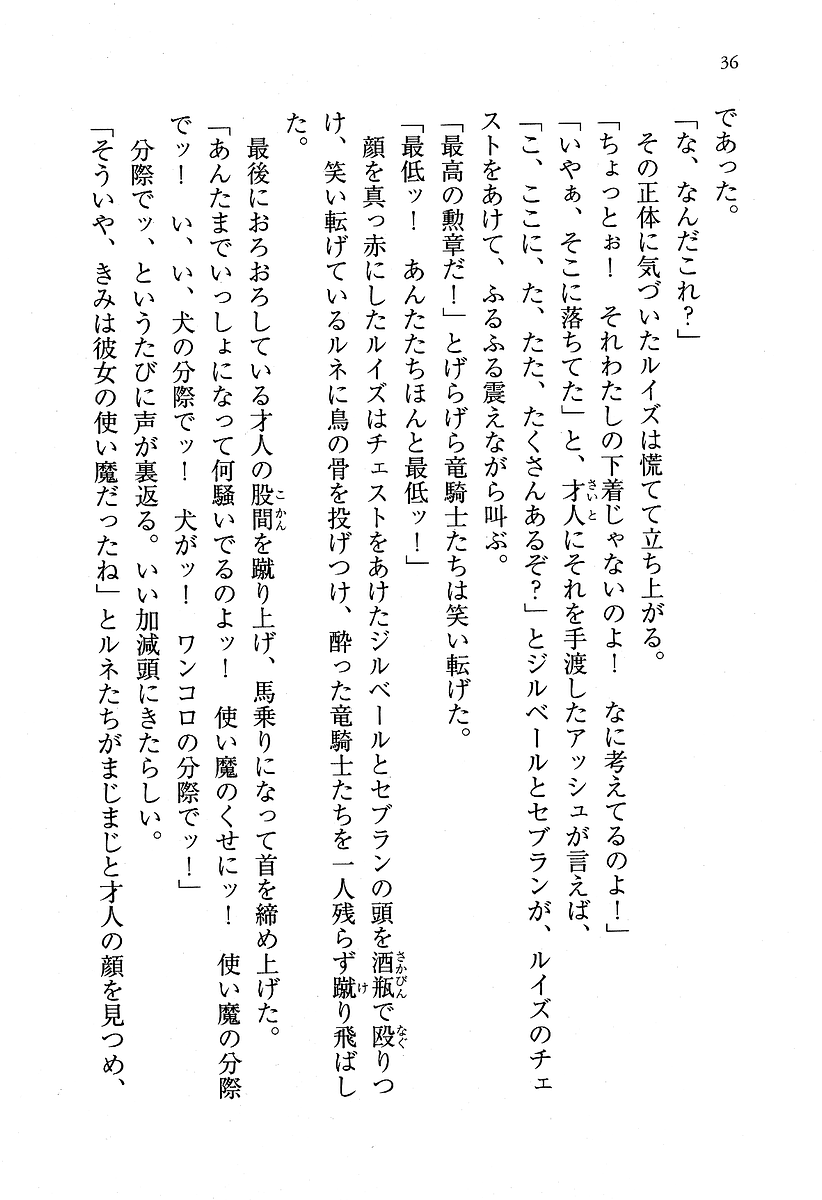 36
であった。
「な、なんだこれ?」
その正体に気づいたルイズは慌てて立ち上がる。
「ちょっとぉ! それわたしの下着じゃないのよ! なに考えてるのよ!」
「いやぁ、そこに落ちてた」と、才人にそれを手渡したアッシュが言えば、
「こ、ここに、た、たた、たくさんあるぞ?」とジルベールとセブランが、ルイズのチェ
ストをあけて、ふるふる震えながら叫ぶ。
「最高の勲章だ!」とげらげら竜騎士たちは笑い転げた。
「最低ッ! あんたたちほんと最低ッ!」
顔を真っ赤にしたルイズはチェストをあけたジルベールとセブランの頭を酒瓶で殴りつ
け、笑い転げているルネに鳥の骨を投げつけ、酔った竜騎士たちを一人残らず蹴り飛ばし
た。
最後におろおろしている才人の股間を蹴り上げ、馬乗りになって首を締め上げた。
「あんたまでいっしょになって何騒いでるのよッ! 使い魔のくせにッ! 使い魔の分際
でッ! い、い、犬の分際でッ! 犬がッ! ワンコロの分際でッ!」
分際でッ、というたびに声が裏返る。いい加減頭にきたらしい。
「そういや、きみは彼女の使い魔だったね」とルネたちがまじまじと才人の顔を見つめ、